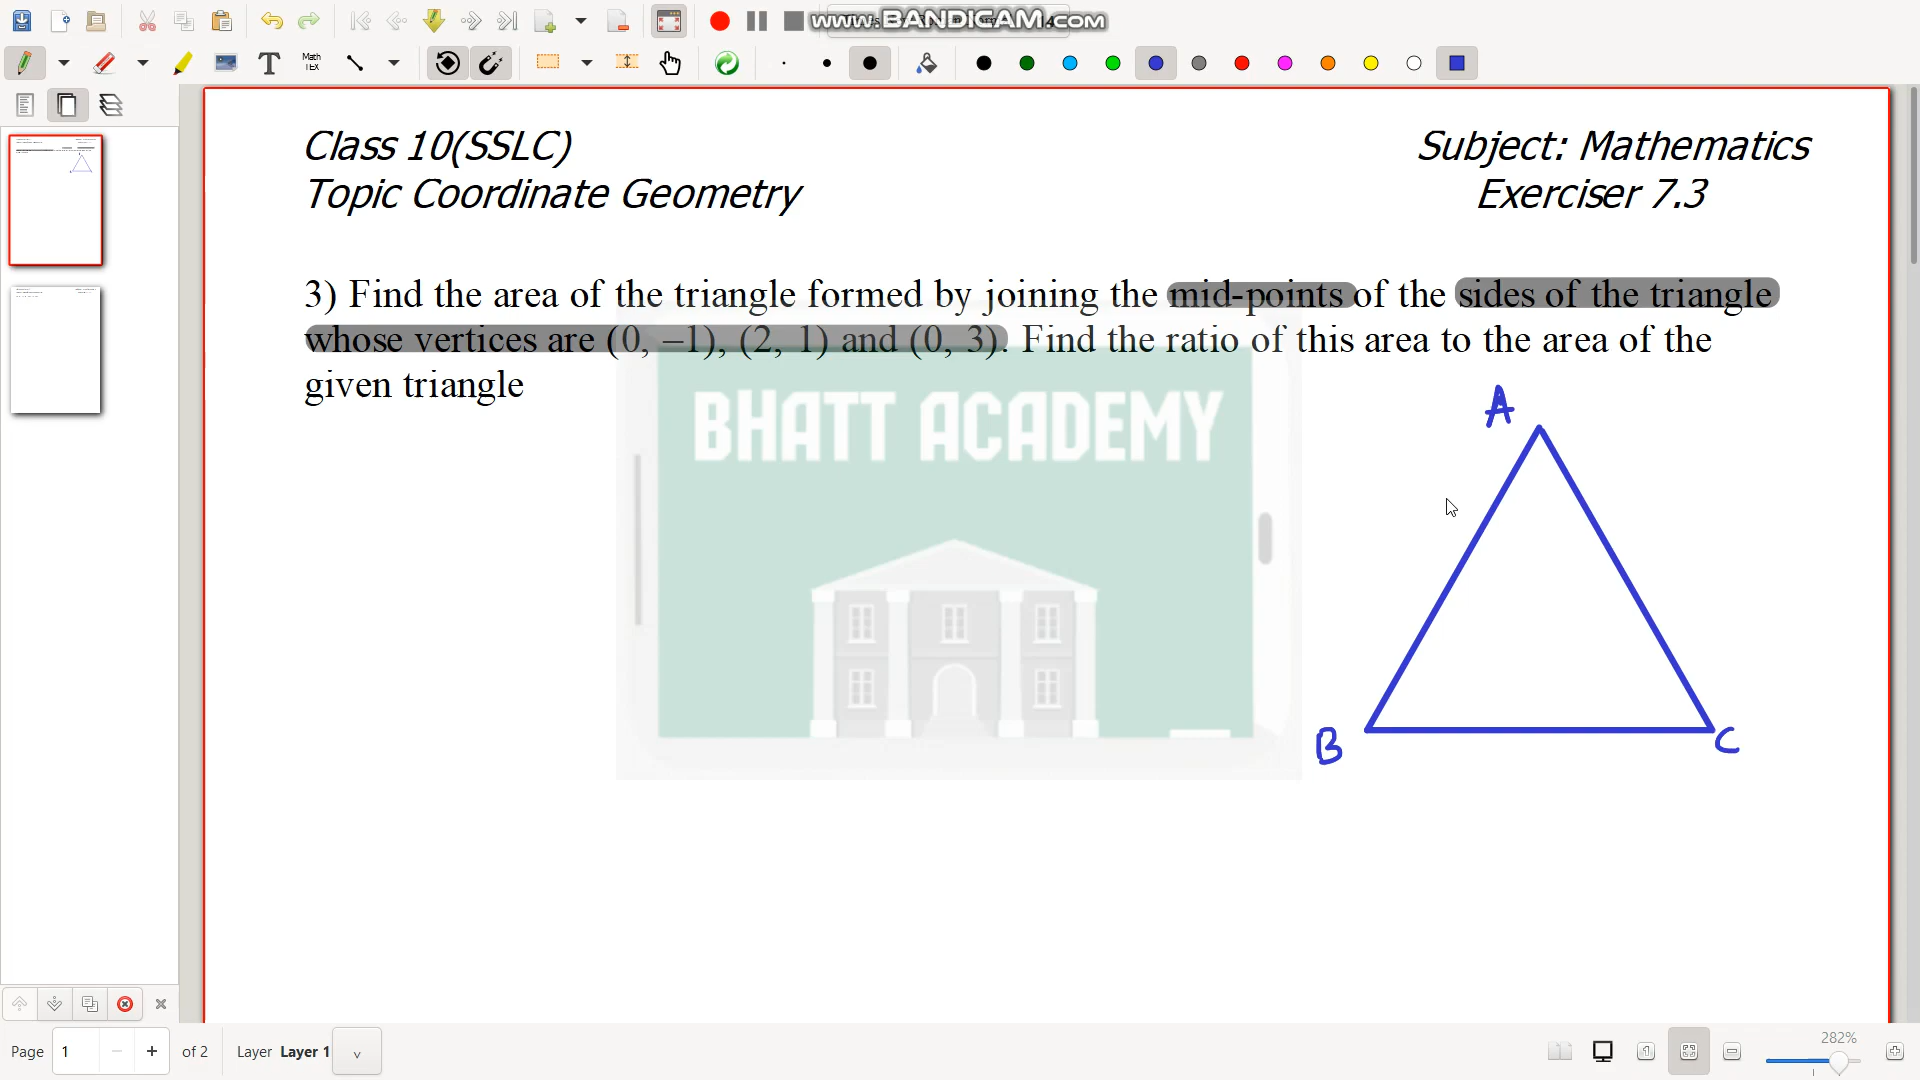 www.BANDICAM.com
Math
TEX
Class 10(SSLC)
Subject: Mathematics
Topic Coordinate Geometry
Exerciser 7.3
3) Find the area of the triangle formed by joining the mid-points of the sides of the triangle
whose vertices are (0, –1), (2, 1) and (0, 3). Find the ratio of this area to the area of the
given triangle
BHATT ACADEMY
A
B
C
Page 1 of 2 Layer Layer 1
282%